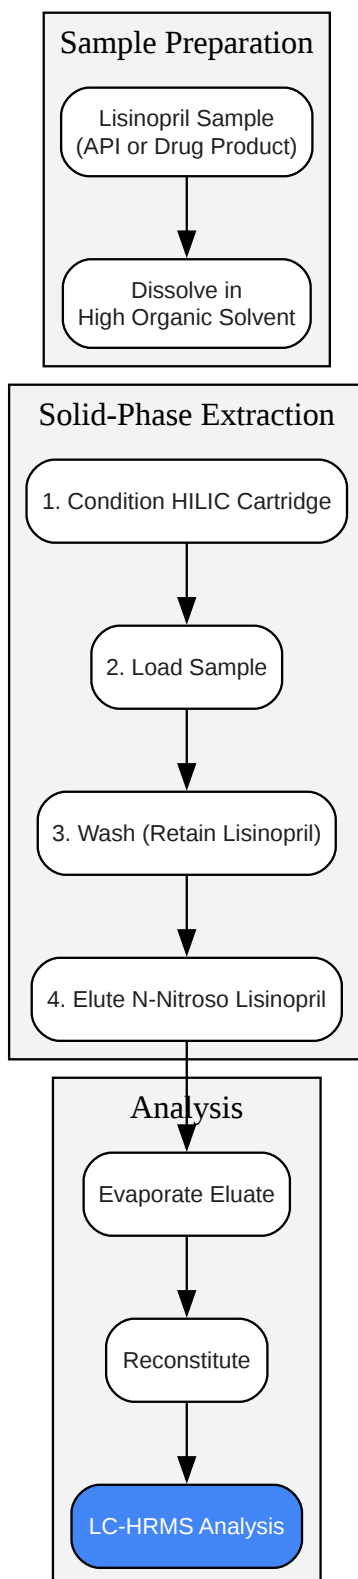 Sample Preparation
Lisinopril Sample
(API or Drug Product)
Dissolve in
High Organic Solvent
Solid-Phase Extraction
1. Condition HILIC Cartridge
2. Load Sample
3. Wash (Retain Lisinopril)
4. Elute N-Nitroso Lisinopril
Analysis
Evaporate Eluate
Reconstitute
LC-HRMS Analysis